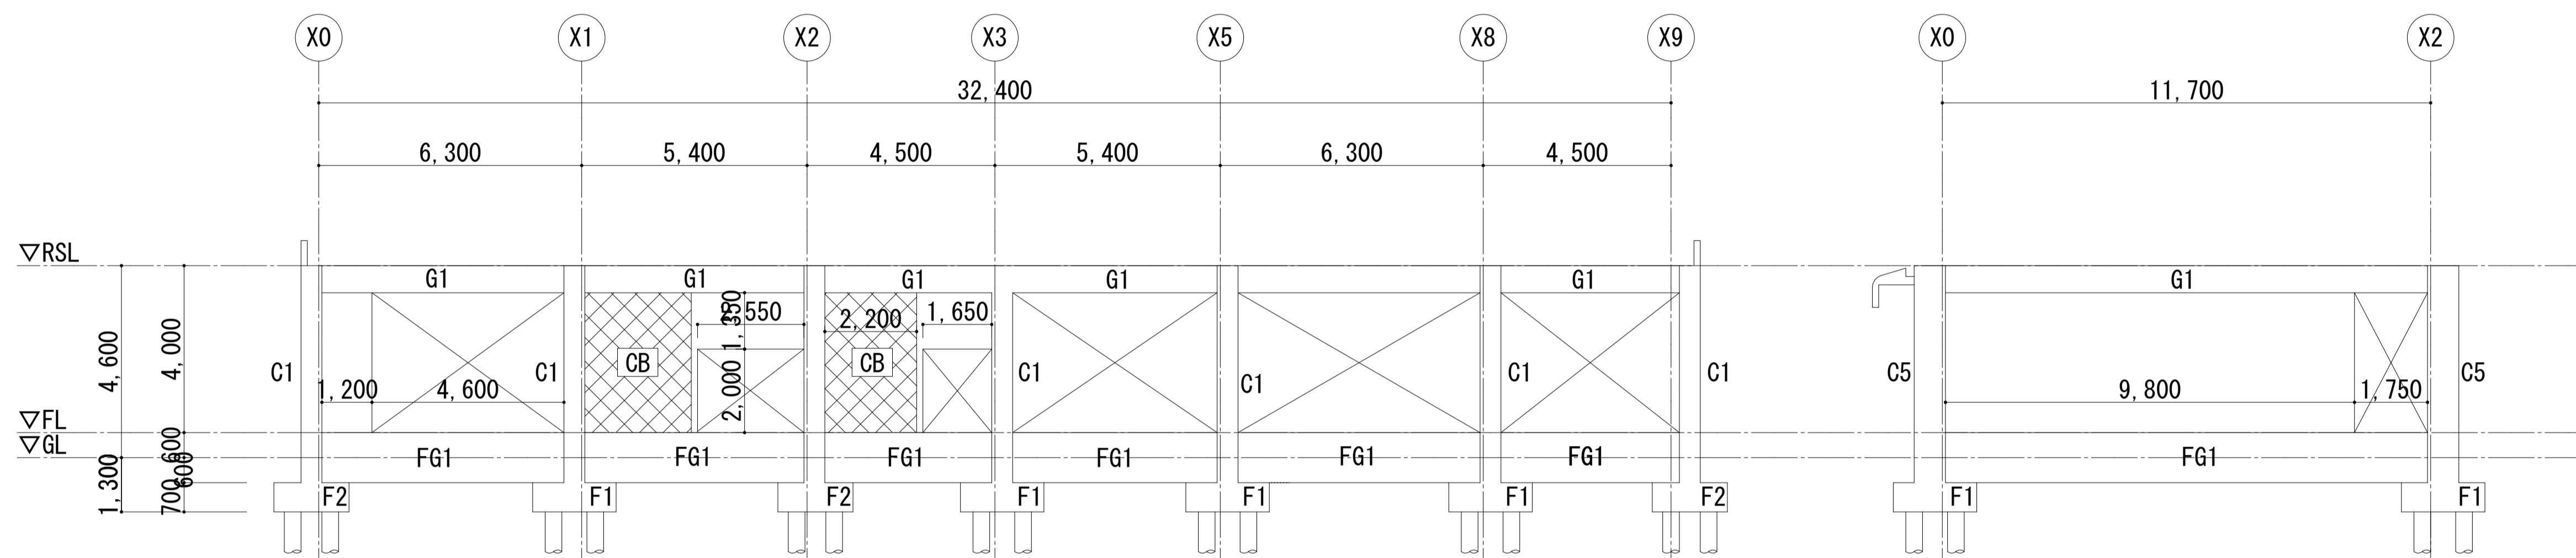 X0 X1 X2 X3 X5 X8 X9 X0 X2
32,400 11,700
6,300 5,400 4,500 5,400 6,300 4,500
▽RSL
G1 G1 G1 G1 G1 G1
2,550 1,350 2,200 1,650
4,600 4,000
CB CB
C1 C1 C1 C1 C1 C1 C5 C5
1,200 4,600 2,000 9,800 1,750
▽FL
▽GL
FG1 FG1 FG1 FG1 FG1 FG1 FG1
1,300 700 600 600
F2 F1 F2 F1 F1 F1 F2 F1 F1